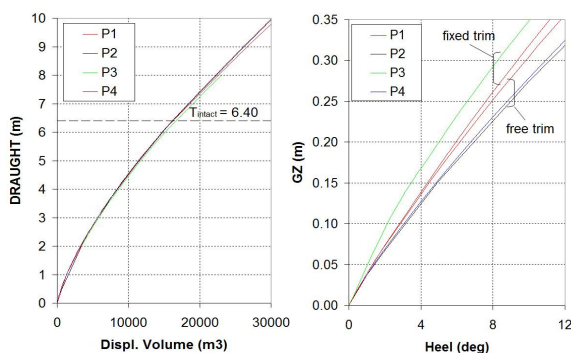 DRAUGHT (m)
10
9
8
7
6
5
4
3
2
1
0
P1
P2
P3
P4
Tintact = 6.40
0
10000
20000
30000
Displ. Volume (m3)
GZ (m)
0.35
0.30
0.25
0.20
0.15
0.10
0.05
0.00
P1
P2
P3
P4
fixed trim
free trim
0
4
8
12
Heel (deg)